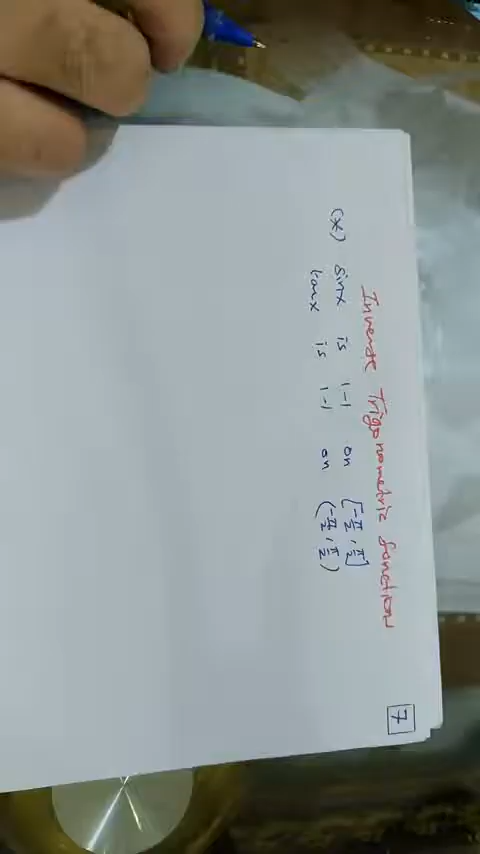 7
Inverse Trigonometric function
(*) sinx is 1-1 on [-π/2, π/2]
tanx is 1-1 on (-π/2, π/2)